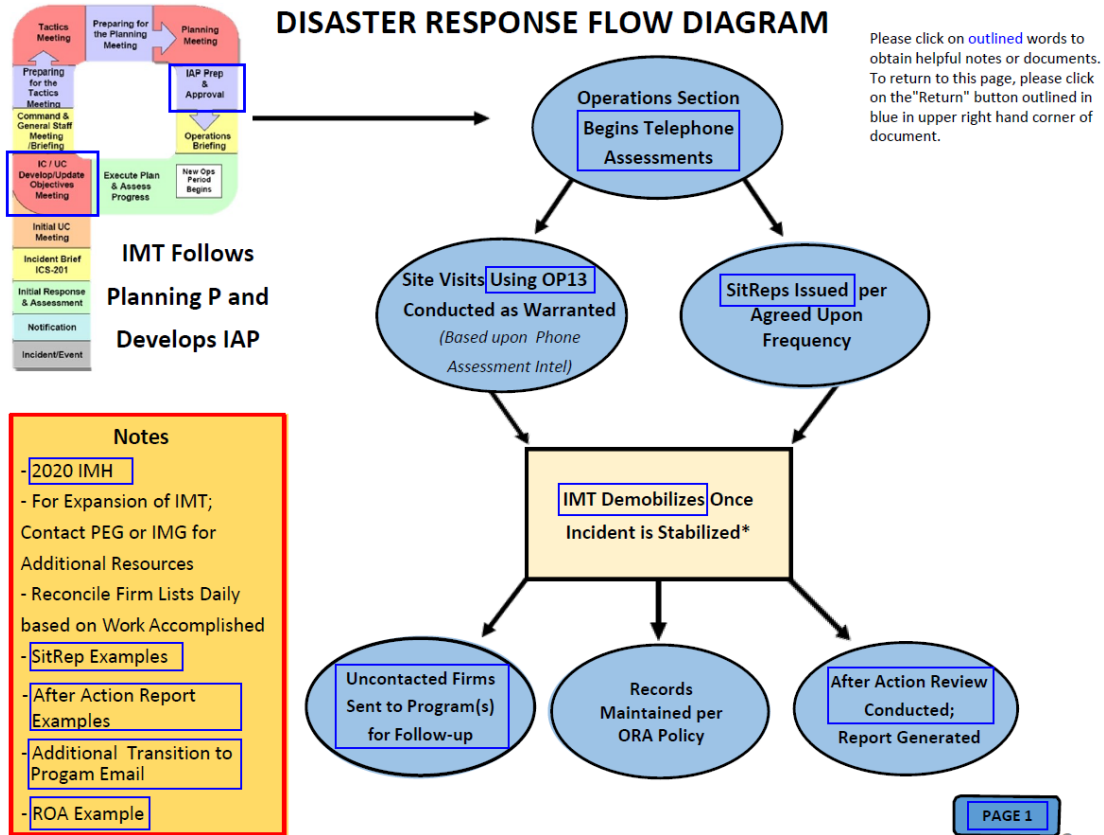 DISASTER RESPONSE FLOW DIAGRAM
Please click on outlined words to
obtain helpful notes or documents.
To return to this page, please click
on the"Return" button outlined in
blue in upper right hand corner of
document.
Tactics
Meeting
Preparing for
the Planning
Meeting
Planning
Meeting
Preparing
for the
Tactics
Meeting
IAP Prep
&
Approval
Command &
General Staff
Meeting
/Briefing
Operations
Briefing
IC / UC
Develop/Update
Objectives
Meeting
Execute Plan
& Assess
Progress
New Ops
Period
Begins
Initial UC
Meeting
Incident Brief
ICS-201
Initial Response
& Assessment
Notification
Incident/Event
IMT Follows
Planning P and
Develops IAP
Operations Section
Begins Telephone
Assessments
Site Visits Using OP13
Conducted as Warranted
(Based upon Phone
Assessment Intel)
SitReps Issued per
Agreed Upon
Frequency
IMT Demobilizes Once
Incident is Stabilized*
Uncontacted Firms
Sent to Program(s)
for Follow-up
Records
Maintained per
ORA Policy
After Action Review
Conducted;
Report Generated
Notes
- 2020 IMH
- For Expansion of IMT;
Contact PEG or IMG for
Additional Resources
- Reconcile Firm Lists Daily
based on Work Accomplished
- SitRep Examples
- After Action Report
Examples
- Additional Transition to
Progam Email
- ROA Example
PAGE 1